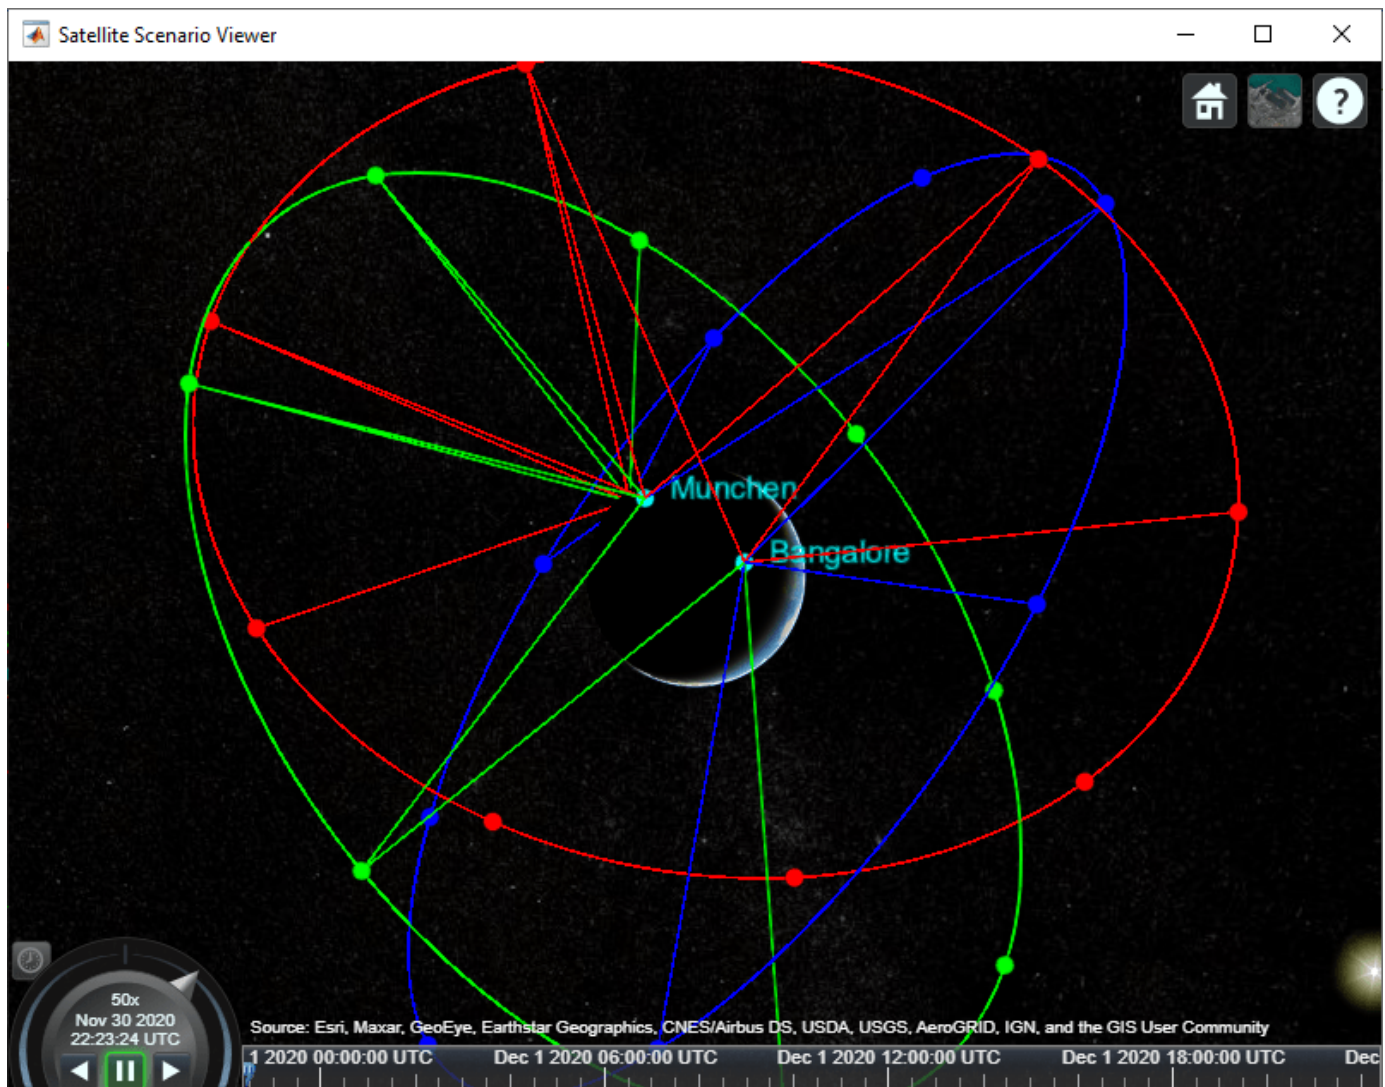 Satellite Scenario Viewer
?
Munchen
Bangalore
50x
Nov 30 2020
22:23:24 UTC
Source: Esri, Maxar, GeoEye, Earthstar Geographics, CNES/Airbus DS, USDA, USGS, AeroGRID, IGN, and the GIS User Community
1 2020 00:00:00 UTC Dec 1 2020 06:00:00 UTC Dec 1 2020 12:00:00 UTC Dec 1 2020 18:00:00 UTC Dec